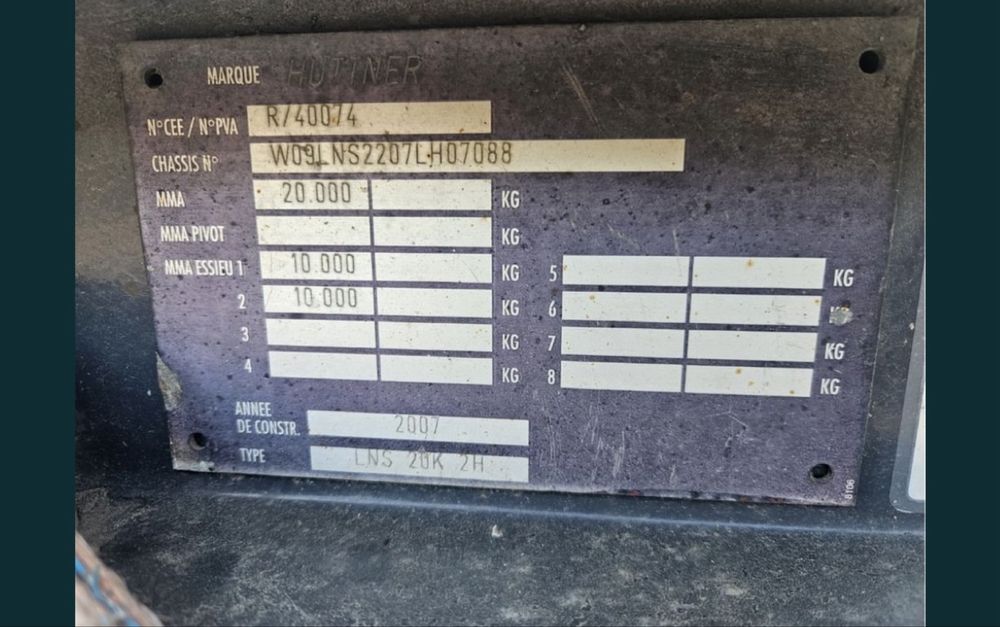 MARQUE HÜTTNER
N°CEE / N°PVA R/40074
CHASSIS N° W09LNS2207LH07088
MMA 20.000 KG
MMA PIVOT KG
MMA ESSIEU 1 10.000 KG 5 KG
2 10.000 KG 6 KG
3 KG 7 KG
4 KG 8 KG
ANNEE
DE CONSTR. 2007
TYPE LNS 20K 2H
8106